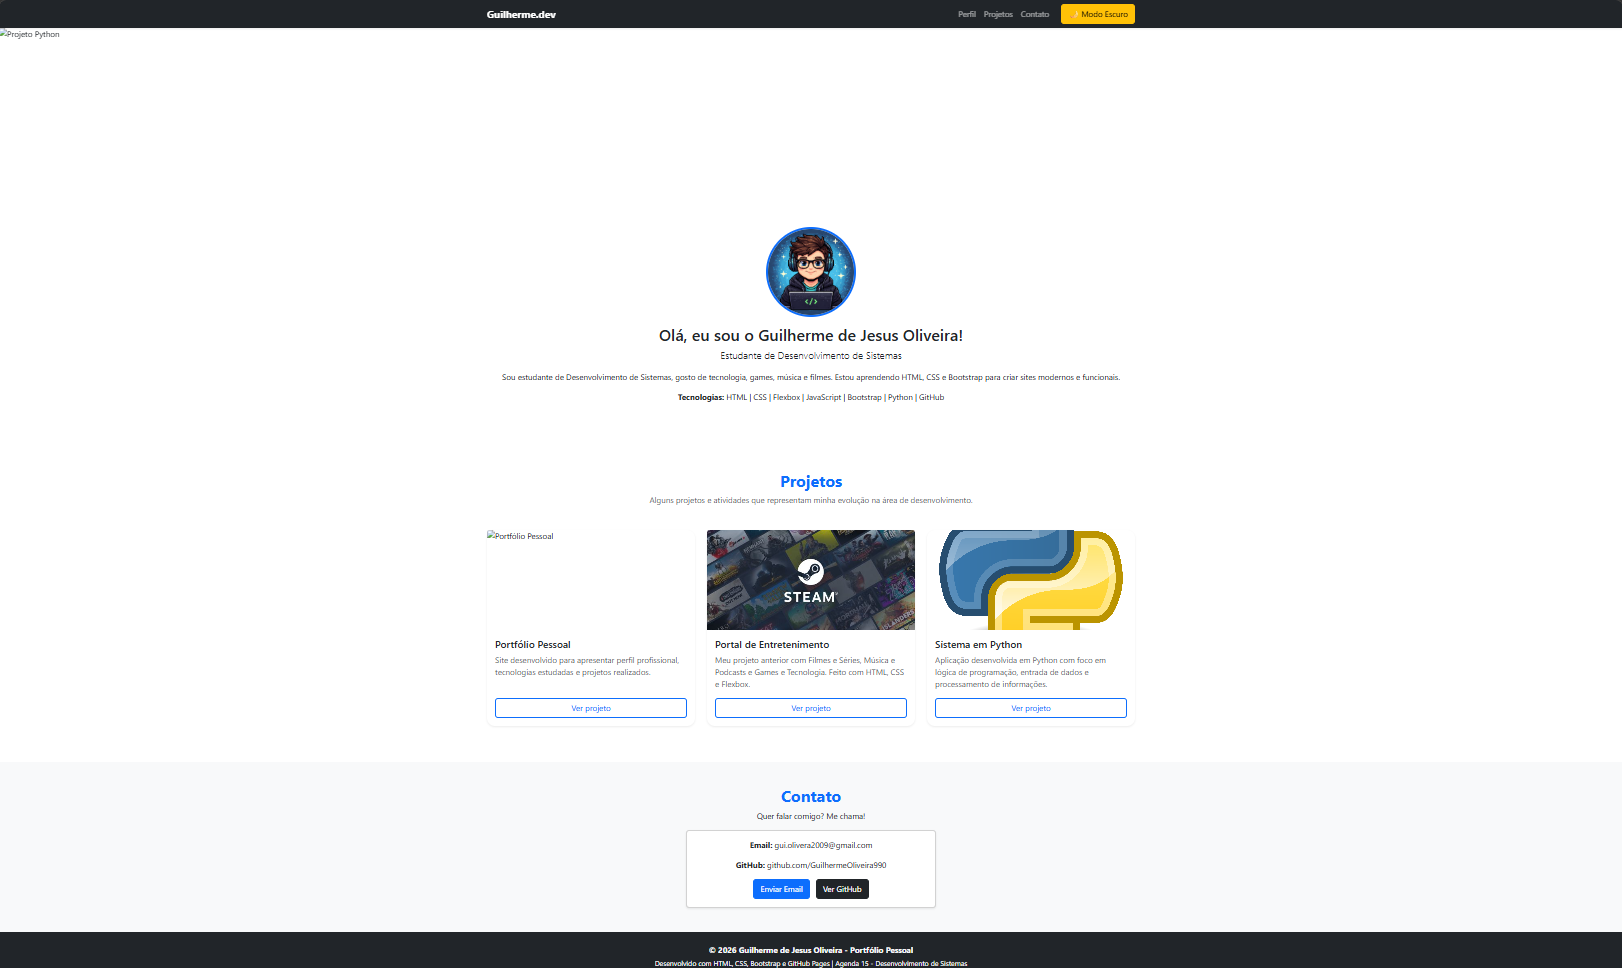 Guilherme.dev
Perfil Projetos Contato 🌙 Modo Escuro
Projeto Python
</>
Olá, eu sou o Guilherme de Jesus Oliveira!
Estudante de Desenvolvimento de Sistemas
Sou estudante de Desenvolvimento de Sistemas, gosto de tecnologia, games, música e filmes. Estou aprendendo HTML, CSS e Bootstrap para criar sites modernos e funcionais.
Tecnologias: HTML | CSS | Flexbox | JavaScript | Bootstrap | Python | GitHub
Projetos
Alguns projetos e atividades que representam minha evolução na área de desenvolvimento.
Portfólio Pessoal
Portfólio Pessoal
Site desenvolvido para apresentar perfil profissional,
tecnologias estudadas e projetos realizados.
Ver projeto
STEAM
Portal de Entretenimento
Meu projeto anterior com Filmes e Séries, Música e
Podcasts e Games e Tecnologia. Feito com HTML, CSS
e Flexbox.
Ver projeto
Sistema em Python
Aplicação desenvolvida em Python com foco em
lógica de programação, entrada de dados e
processamento de informações.
Ver projeto
Contato
Quer falar comigo? Me chama!
Email: gui.olivera2009@gmail.com
GitHub: github.com/GuilhermeOliveira990
Enviar Email Ver GitHub
© 2026 Guilherme de Jesus Oliveira - Portfólio Pessoal
Desenvolvido com HTML, CSS, Bootstrap e GitHub Pages | Agenda 15 - Desenvolvimento de Sistemas